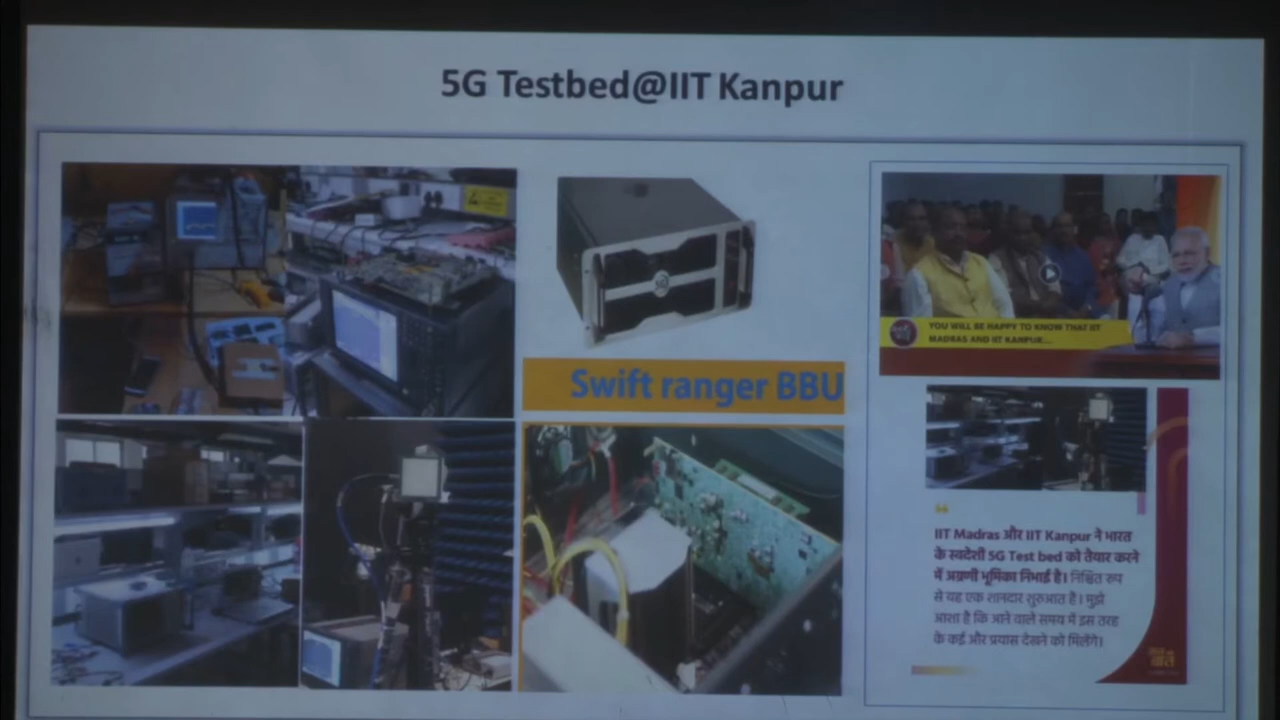 5G Testbed@IIT Kanpur
5G
Swift ranger BBU
YOU WILL BE HAPPY TO KNOW THAT IIT
MADRAS AND IIT KANPUR...
IIT Madras और IIT Kanpur ने भारत
के स्वदेशी 5G Test bed को तैयार करने
में अग्रणी भूमिका निभाई है। निश्चित रूप
से यह एक शानदार शुरुआत है। मुझे
आशा है कि आने वाले समय में इस तरह
के कई और प्रयास देखने को मिलेंगे।
मन की
बात